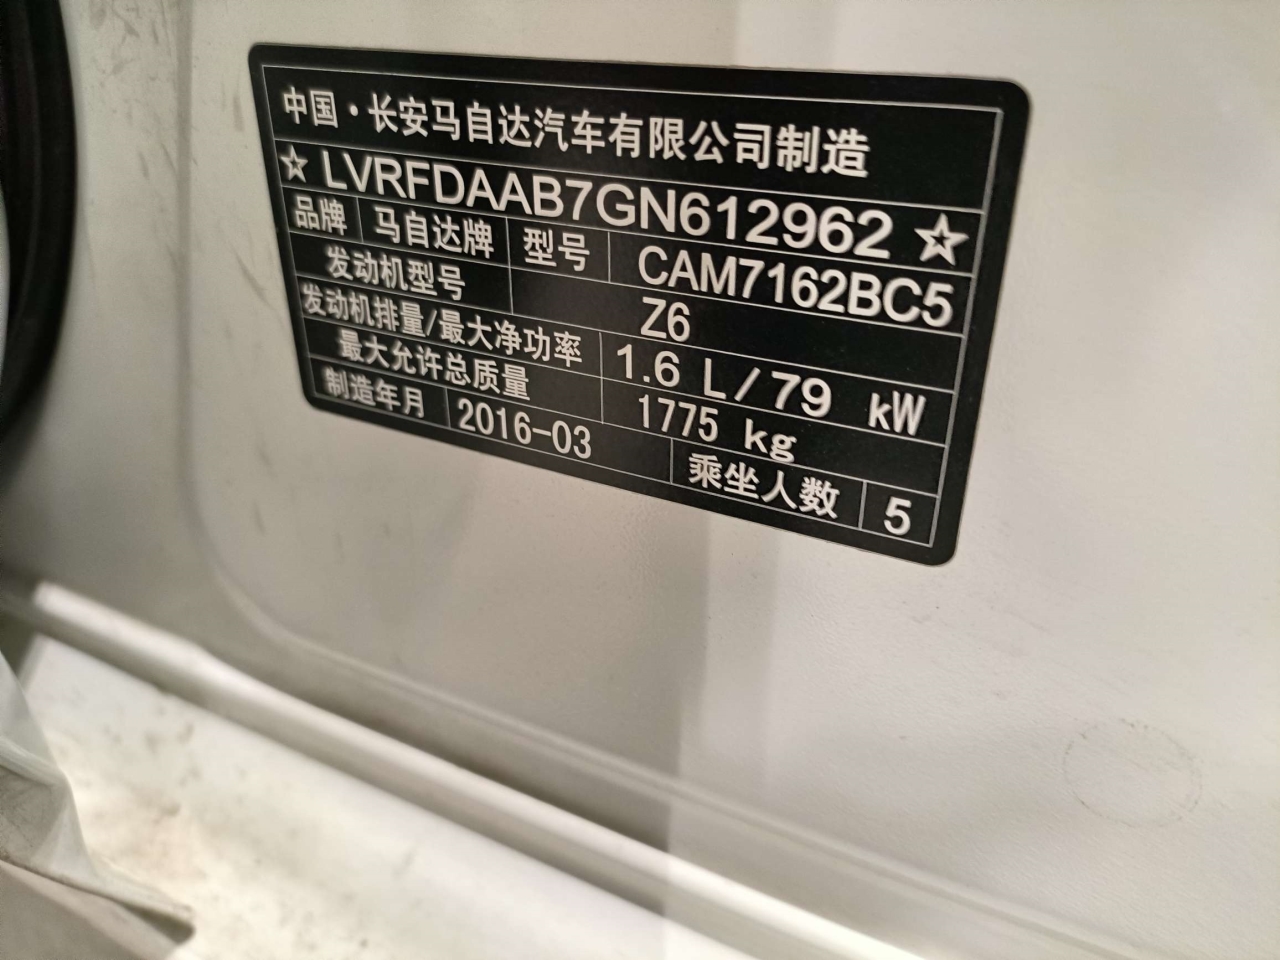 中国·长安马自达汽车有限公司制造
☆LVRFDAAB7GN612962☆
品牌 马自达牌 型号 CAM7162BC5
发动机型号 Z6
发动机排量/最大净功率 1.6 L/79 kW
最大允许总质量 1775 kg
制造年月 2016-03 乘坐人数 5